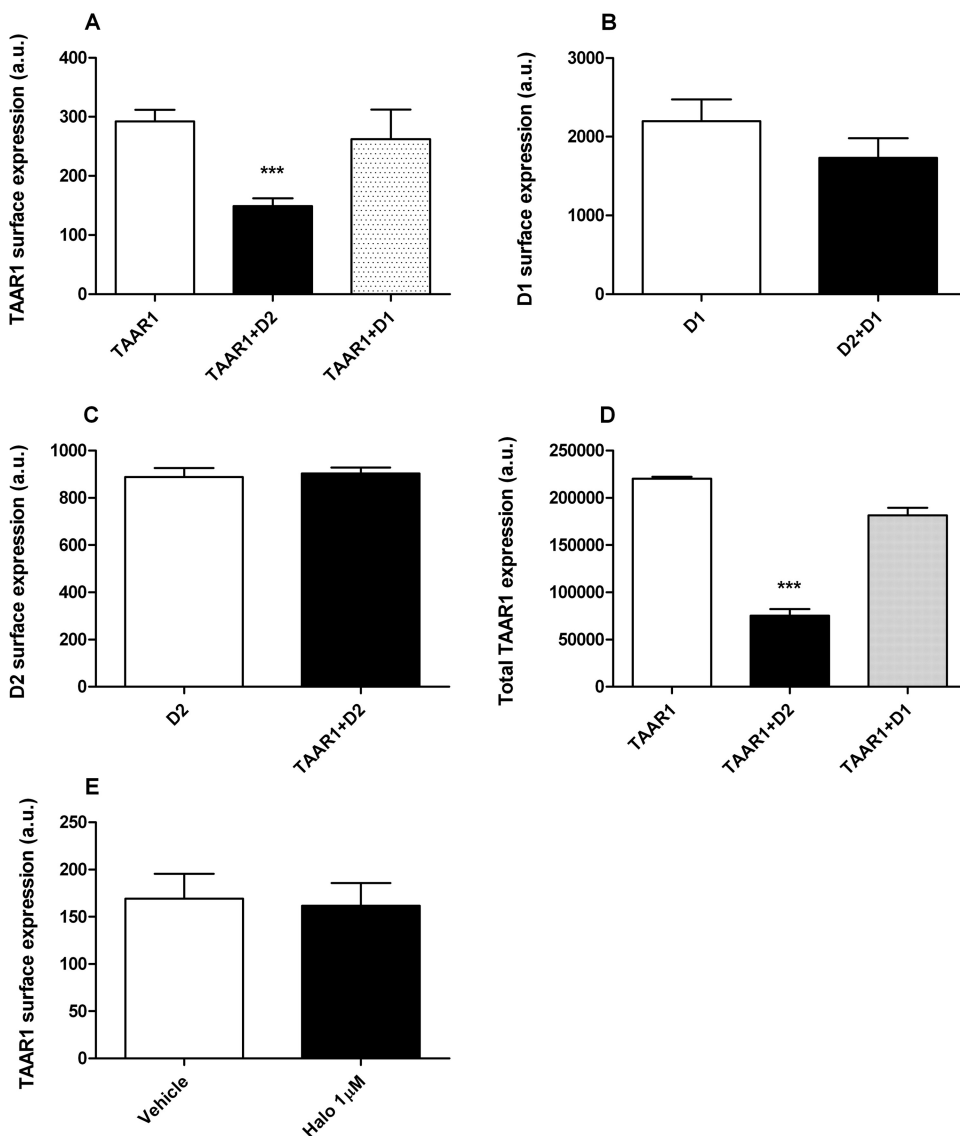 A
TAAR1 surface expression (a.u.)
400
300
200
100
0
***
TAAR1
TAAR1+D2
TAAR1+D1
B
D1 surface expression (a.u.)
3000
2000
1000
0
D1
D2+D1
C
D2 surface expression (a.u.)
1000
800
600
400
200
0
D2
TAAR1+D2
D
Total TAAR1 expression (a.u.)
250000
200000
150000
100000
50000
0
***
TAAR1
TAAR1+D2
TAAR1+D1
E
TAAR1 surface expression (a.u.)
250
200
150
100
50
0
Vehicle
Halo 1μM